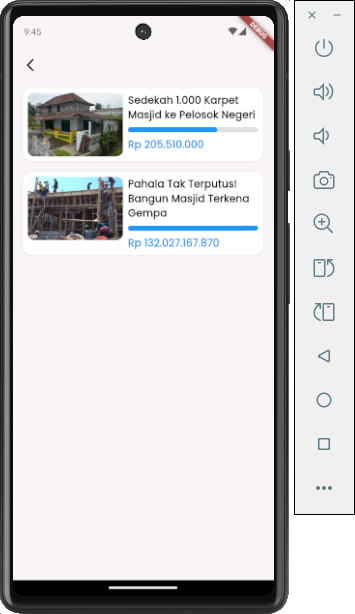 9:45
DEBUG
Sedekah 1.000 Karpet
Masjid ke Pelosok Negeri
Rp 205.510.000
Pahala Tak Terputus!
Bangun Masjid Terkena
Gempa
Rp 132.027.167.870